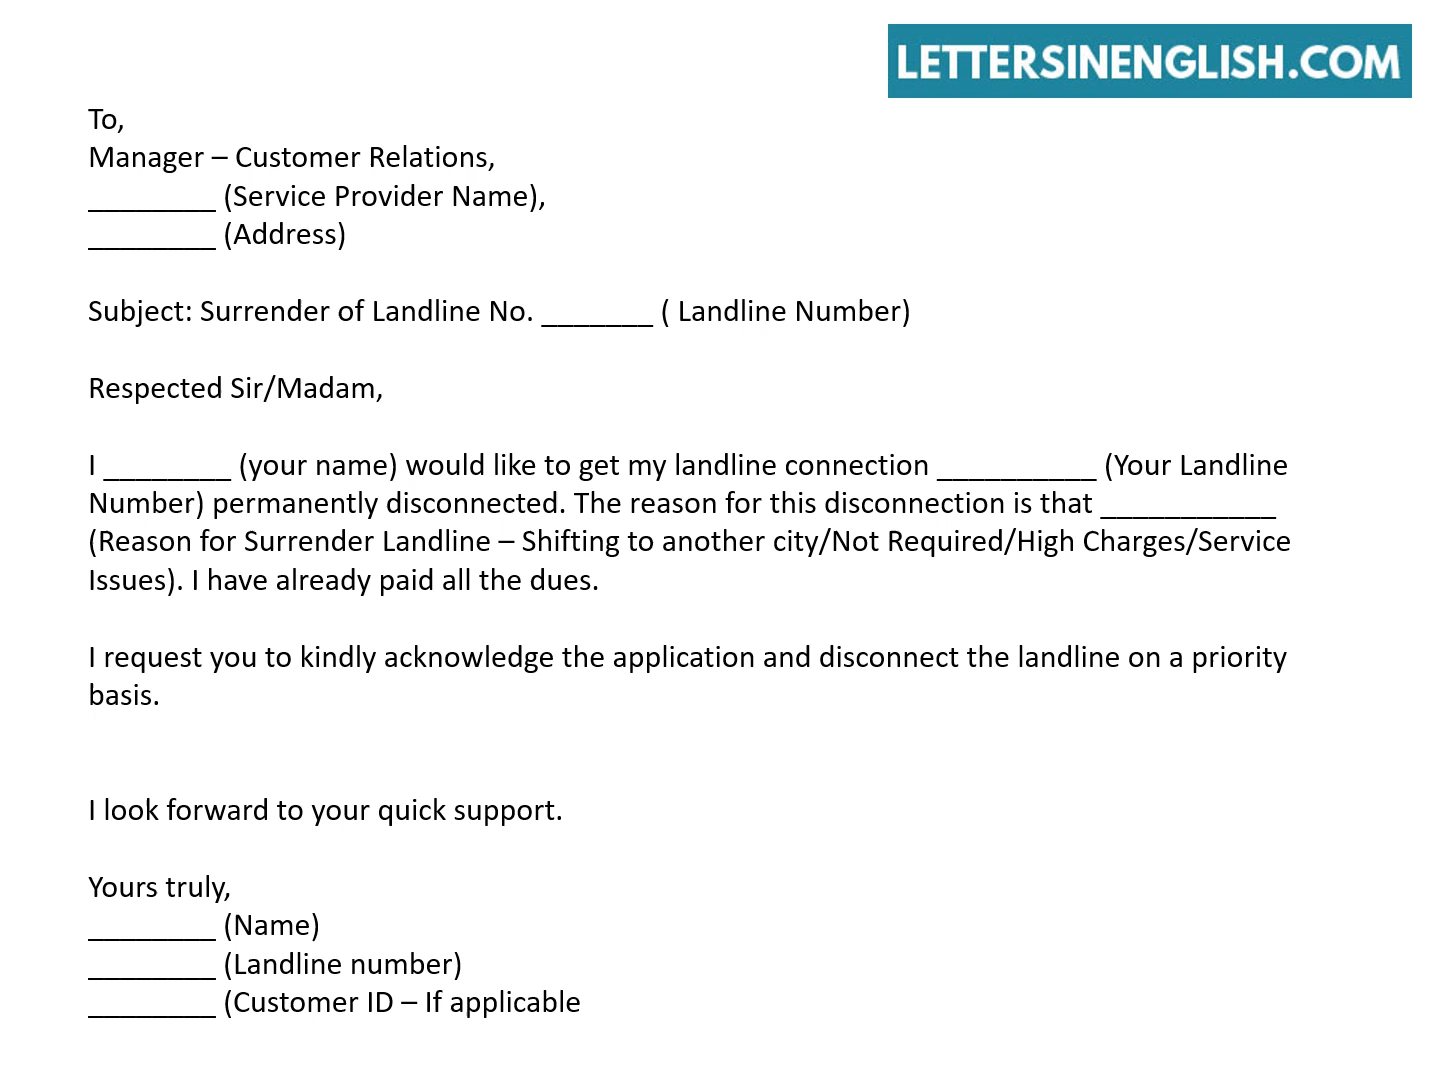 LETTERSINENGLISH.COM
To,
Manager – Customer Relations,
________ (Service Provider Name),
________ (Address)
Subject: Surrender of Landline No. _______ ( Landline Number)
Respected Sir/Madam,
I ________ (your name) would like to get my landline connection __________ (Your Landline
Number) permanently disconnected. The reason for this disconnection is that ___________
(Reason for Surrender Landline – Shifting to another city/Not Required/High Charges/Service
Issues). I have already paid all the dues.
I request you to kindly acknowledge the application and disconnect the landline on a priority
basis.
I look forward to your quick support.
Yours truly,
________ (Name)
________ (Landline number)
________ (Customer ID – If applicable